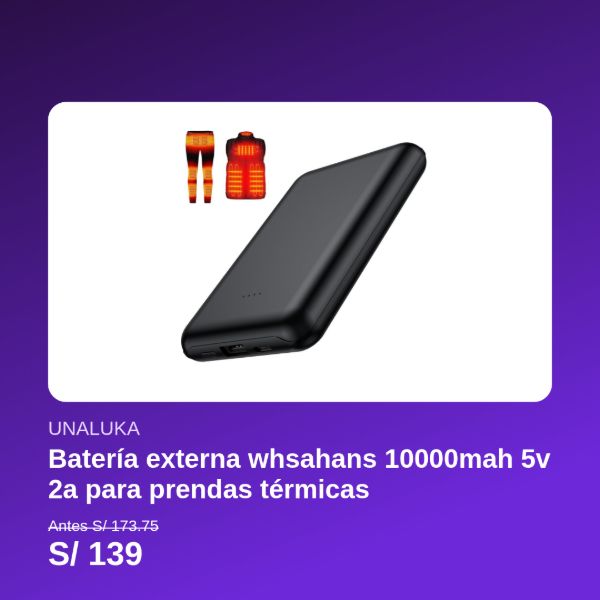 UNALUKA
Batería externa whsahans 10000mah 5v
2a para prendas térmicas
Antes S/ 173.75
S/ 139